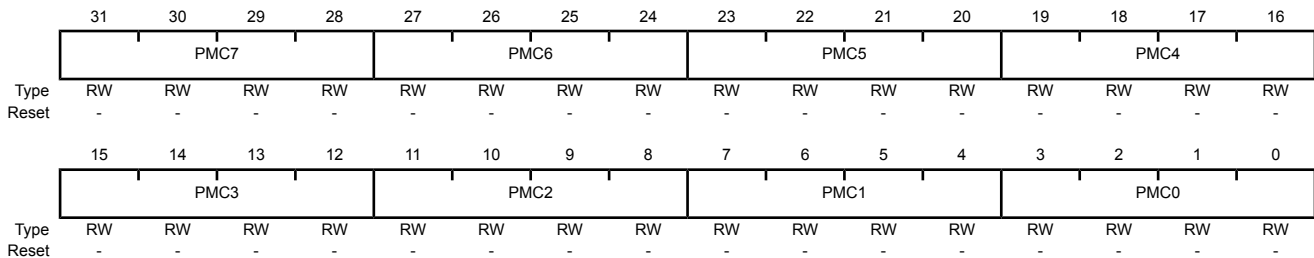 31 30 29 28 27 26 25 24 23 22 21 20 19 18 17 16
PMC7 PMC6 PMC5 PMC4
Type RW RW RW RW RW RW RW RW RW RW RW RW RW RW RW RW
Reset - - - - - - - - - - - - - - - -
15 14 13 12 11 10 9 8 7 6 5 4 3 2 1 0
PMC3 PMC2 PMC1 PMC0
Type RW RW RW RW RW RW RW RW RW RW RW RW RW RW RW RW
Reset - - - - - - - - - - - - - - - -